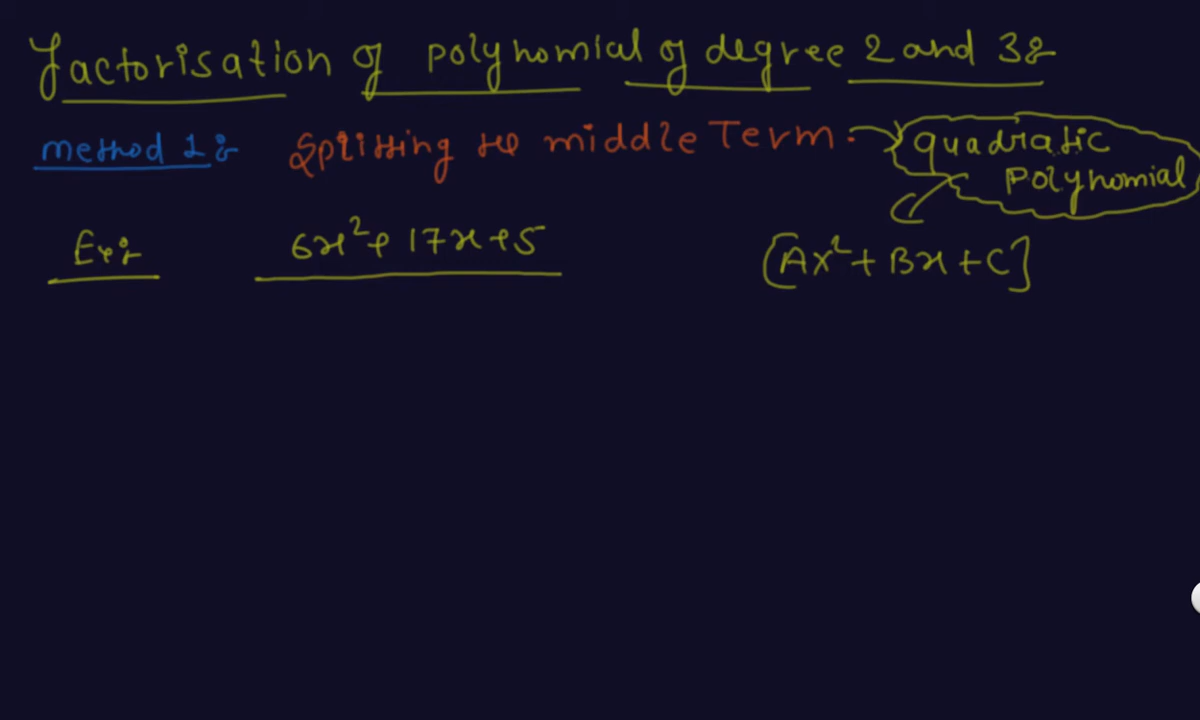 Factorisation of polynomial of degree 2 and 3:
method 1: Splitting the middle Term: quadratic polynomial
Ex: 6x²+17x+5 [Ax²+Bx+C]